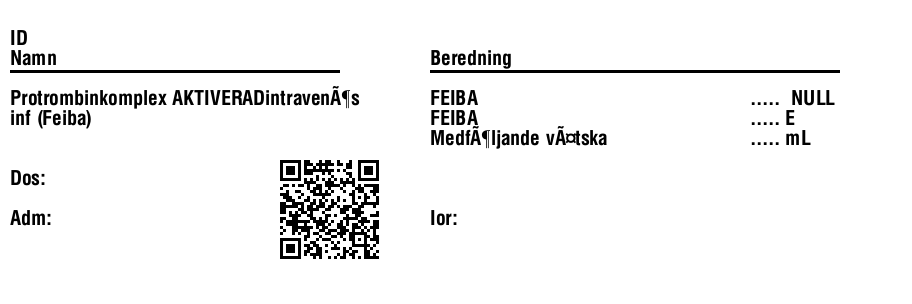 ID
Namn
Beredning
Protrombinkomplex AKTIVERADintravenÃ¶s
inf (Feiba)
FEIBA ..... NULL
FEIBA ..... E
MedfÃ¶ljande vÃ¤tska ..... mL
Dos:
Adm:
Ior: